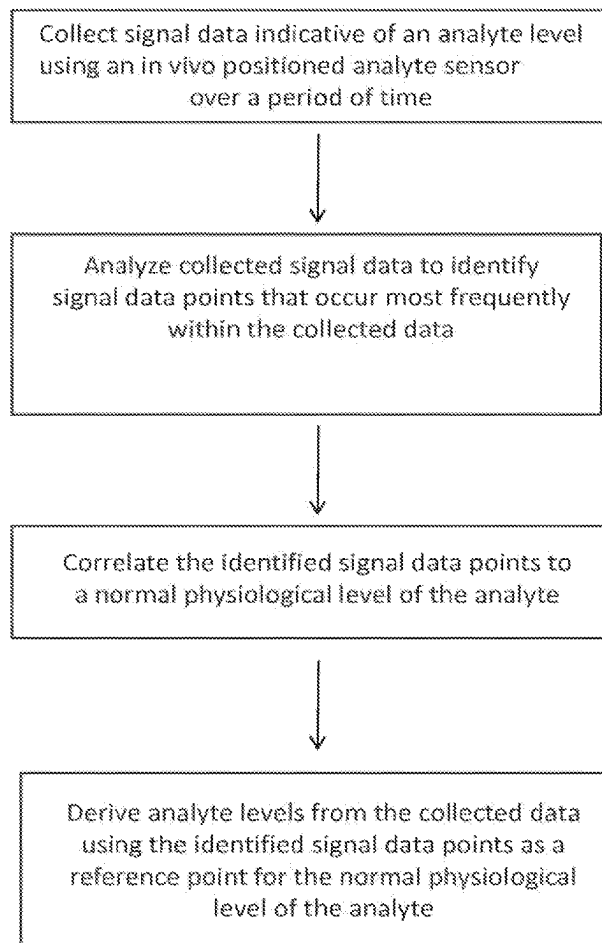 Collect signal data indicative of an analyte level
using an in vivo positioned analyte sensor
over a period of time
Analyze collected signal data to identify
signal data points that occur most frequently
within the collected data
Correlate the identified signal data points to
a normal physiological level of the analyte
Derive analyte levels from the collected data
using the identified signal data points as a
reference point for the normal physiological
level of the analyte